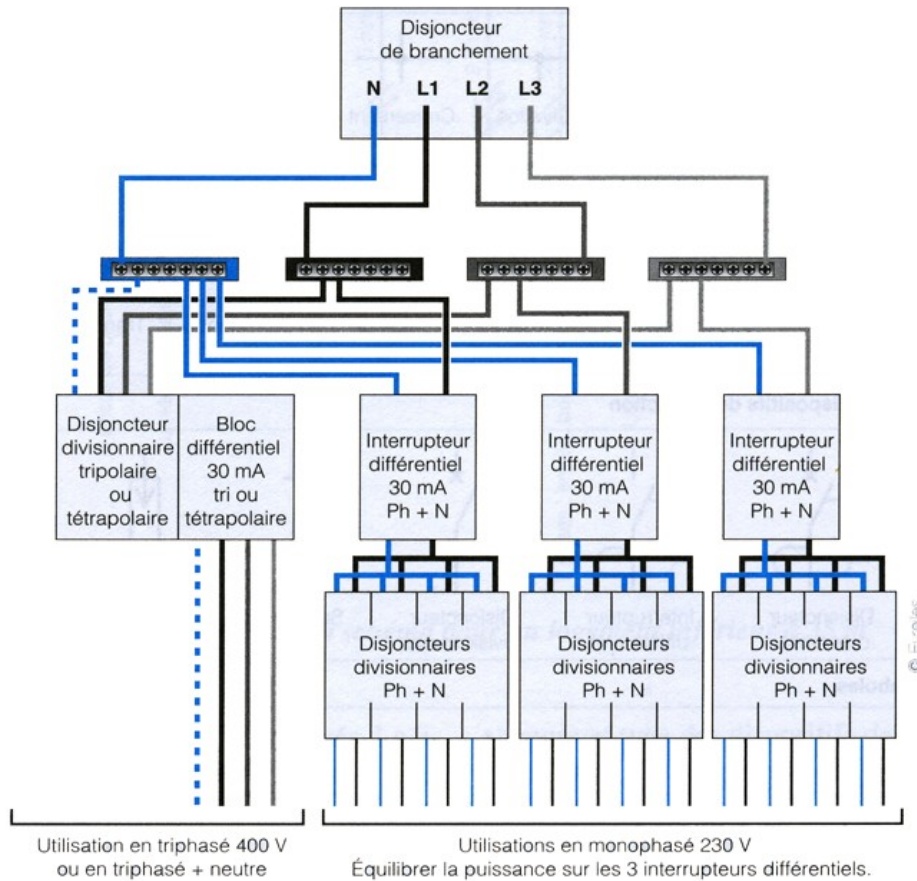 Disjoncteur
de branchement
N L1 L2 L3
Disjoncteur
divisionnaire
tripolaire
ou
tétrapolaire
Bloc
différentiel
30 mA
tri ou
tétrapolaire
Interrupteur
différentiel
30 mA
Ph + N
Interrupteur
différentiel
30 mA
Ph + N
Interrupteur
différentiel
30 mA
Ph + N
Disjoncteurs
divisionnaires
Ph + N
Disjoncteurs
divisionnaires
Ph + N
Disjoncteurs
divisionnaires
Ph + N
Utilisation en triphasé 400 V
ou en triphasé + neutre
Utilisations en monophasé 230 V
Équilibrer la puissance sur les 3 interrupteurs différentiels.